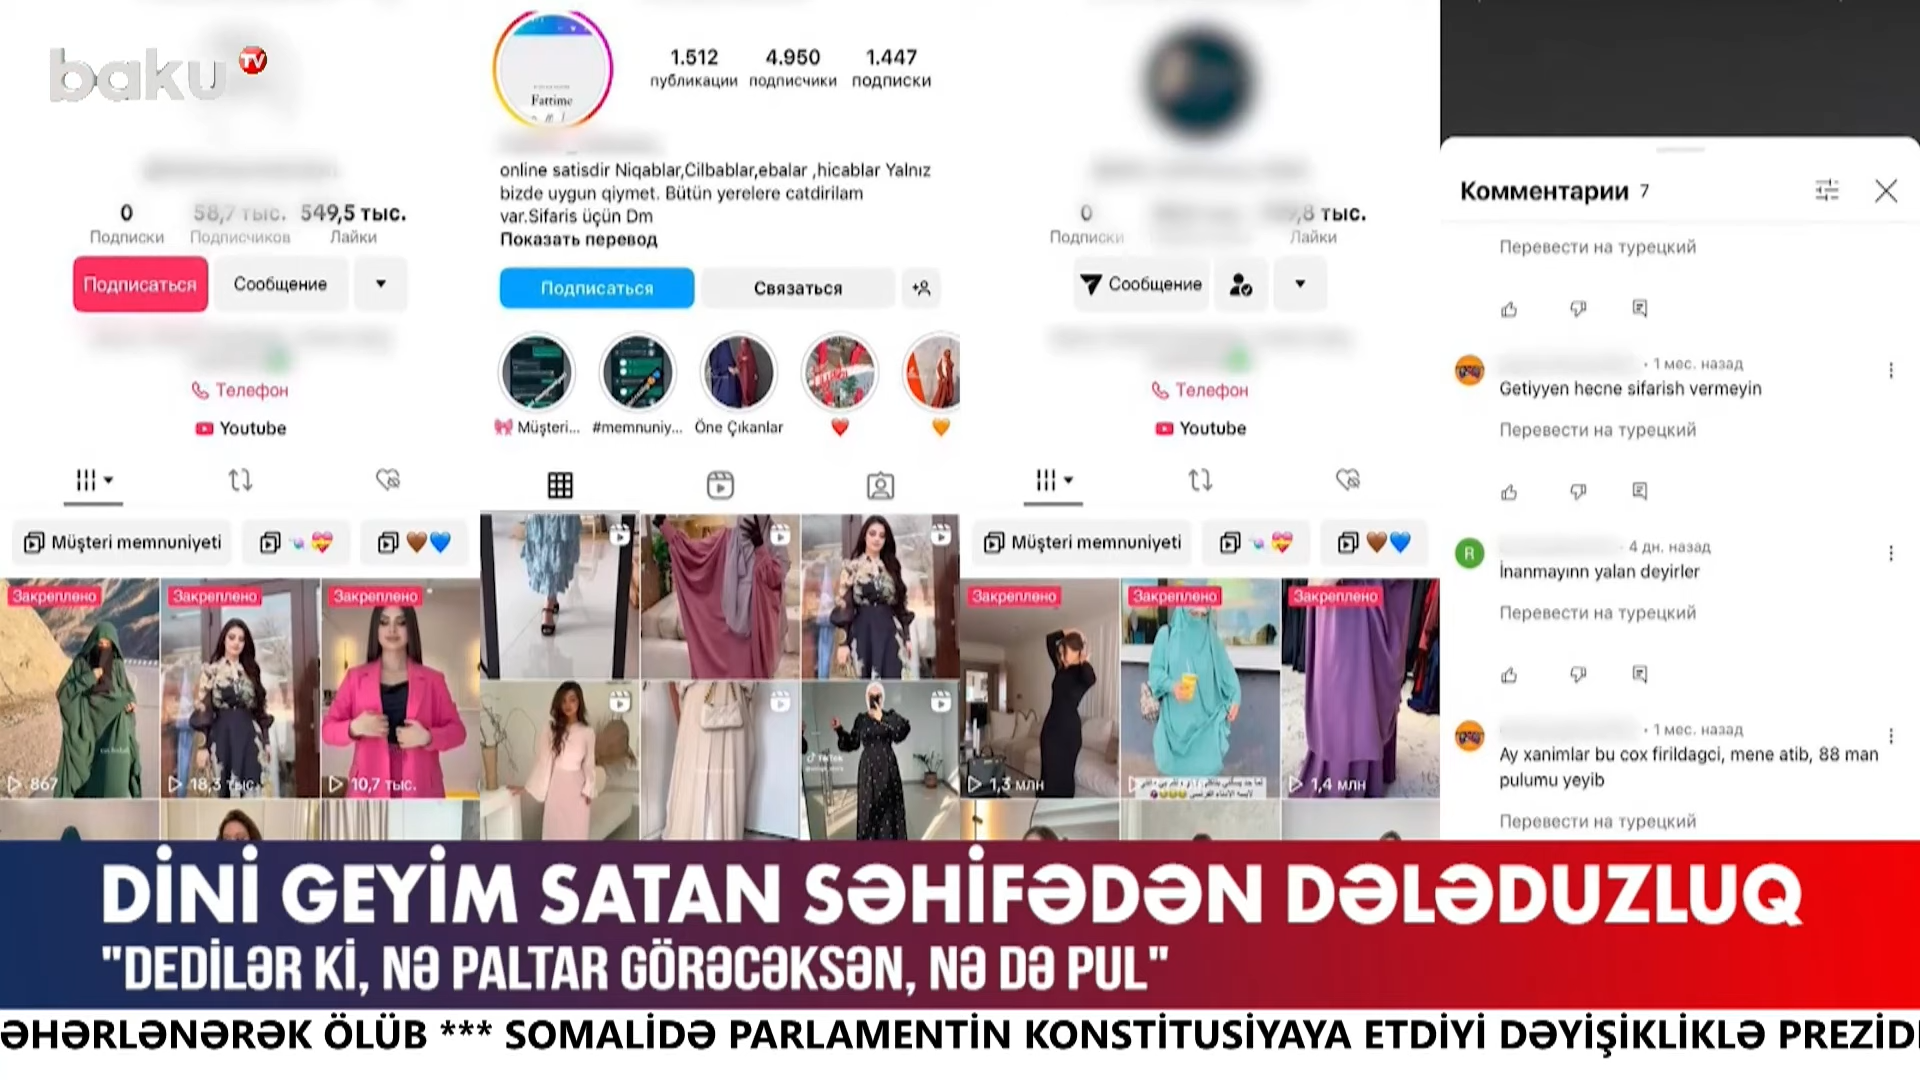 baku TV
0
58,7 тыс.
549,5 тыс.
Подписки
Подписчиков
Лайки
Подписаться
Сообщение
Телефон
Youtube
Müşteri memnuniyeti
Закреплено
Закреплено
Закреплено
867
18,3 тыс.
10,7 тыс.
Fattime
1.512
4.950
1.447
публикации
подписчики
подписки
online satisdir Niqablar,Cilbablar,ebalar ,hicablar Yalnız
bizde uygun qiymet. Bütün yerelere catdirilam
var.Sifaris üçün Dm
Показать перевод
Подписаться
Связаться
Müşteri...
#memnuniy...
Öne Çıkanlar
TikTok
0
,8 тыс.
Подписки
Лайки
Сообщение
Телефон
Youtube
Müşteri memnuniyeti
Закреплено
Закреплено
Закреплено
1,3 млн
1,4 млн
Комментарии 7
Перевести на турецкий
· 1 мес. назад
Getiyyen hecne sifarish vermeyin
Перевести на турецкий
R
· 4 дн. назад
İnanmayınn yalan deyirler
Перевести на турецкий
· 1 мес. назад
Ay xanimlar bu cox firildagci, mene atib, 88 man
pulumu yeyib
Перевести на турецкий
DİNİ GEYİM SATAN SƏHİFƏDƏN DƏLƏDUZLUQ
"DEDİLƏR Kİ, NƏ PALTAR GÖRƏCƏKSƏN, NƏ DƏ PUL"
ƏHƏRLƏNƏRƏK ÖLÜB *** SOMALİDƏ PARLAMENTİN KONSTİTUSİYAYA ETDİYİ DƏYİŞİKLİKLƏ PREZİD